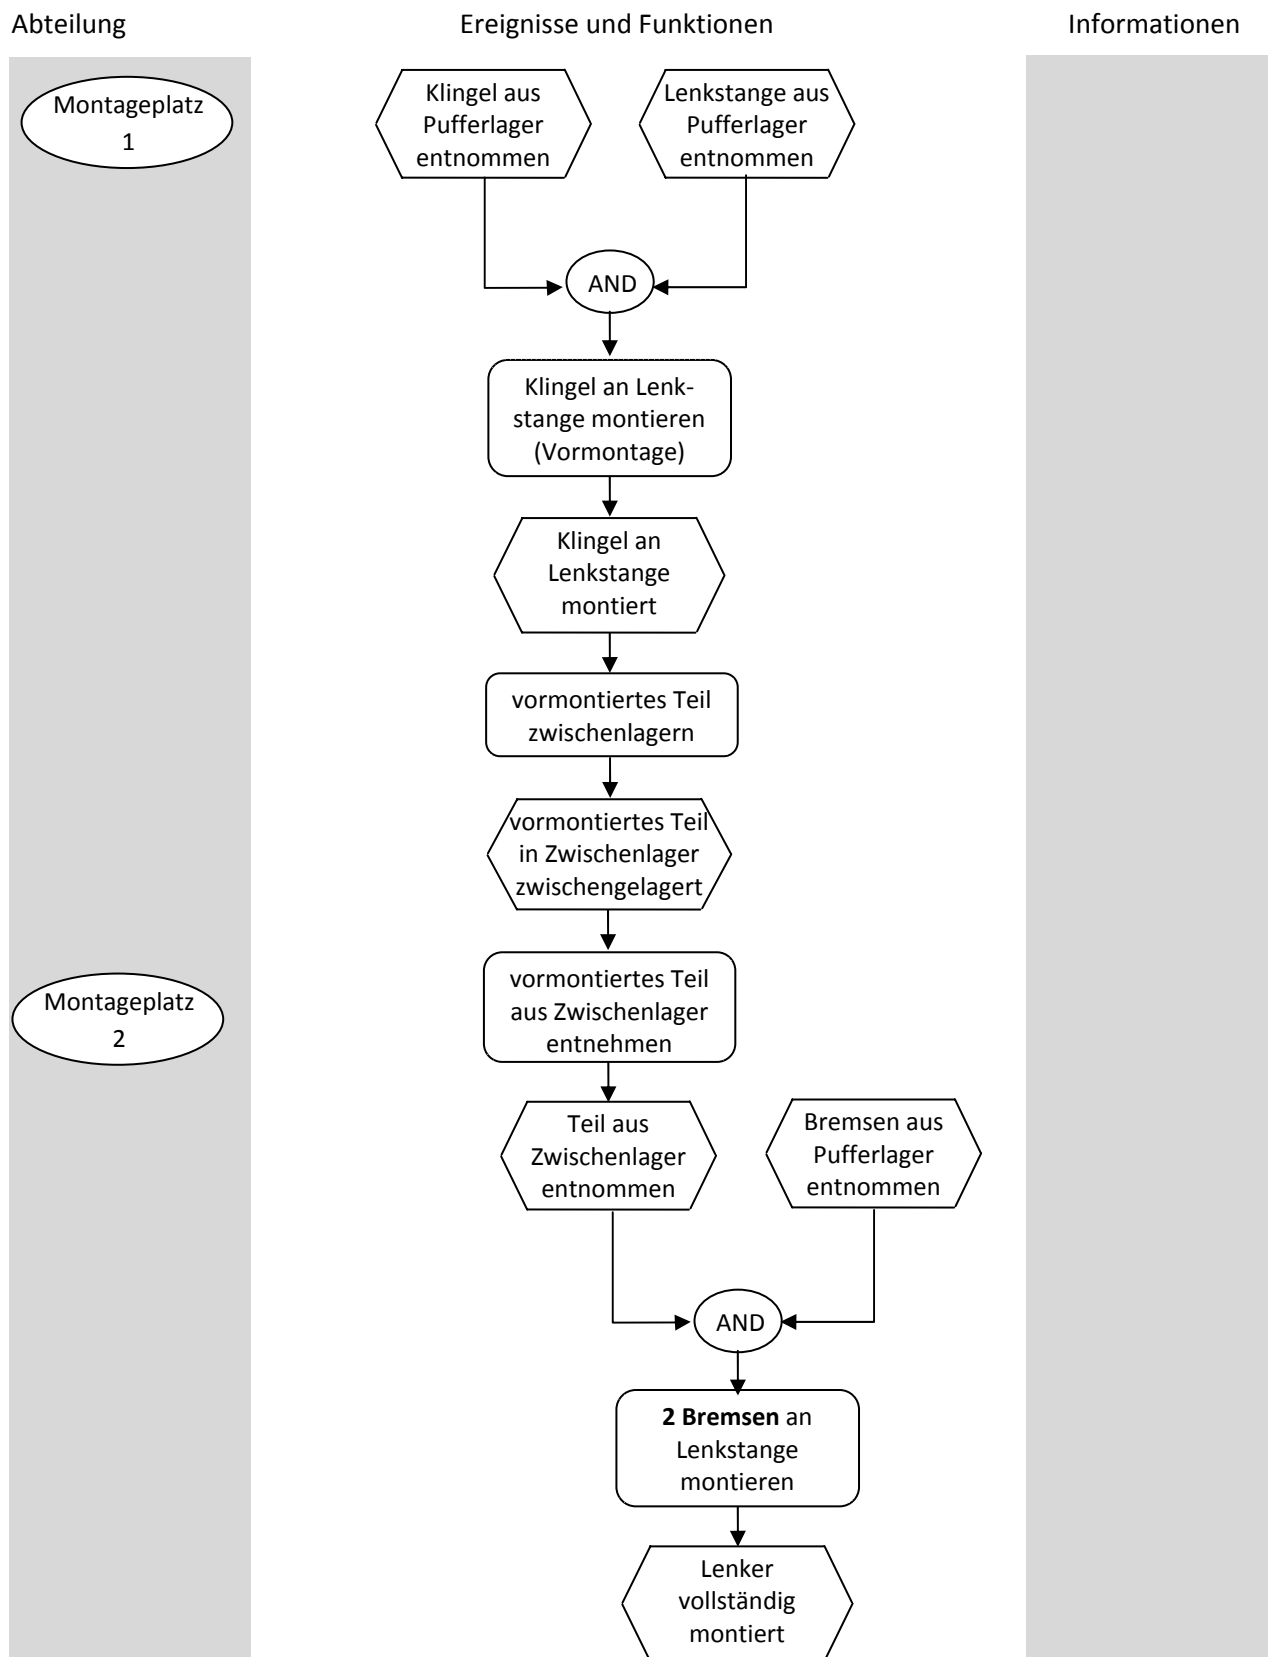 Abteilung
Ereignisse und Funktionen
Informationen
Montageplatz
1
Klingel aus
Pufferlager
entnommen
Lenkstange aus
Pufferlager
entnommen
AND
Klingel an Lenk-
stange montieren
(Vormontage)
Klingel an
Lenkstange
montiert
vormontiertes Teil
zwischenlagern
vormontiertes Teil
in Zwischenlager
zwischengelagert
Montageplatz
2
vormontiertes Teil
aus Zwischenlager
entnehmen
Teil aus
Zwischenlager
entnommen
Bremsen aus
Pufferlager
entnommen
AND
2 Bremsen an
Lenkstange
montieren
Lenker
vollständig
montiert